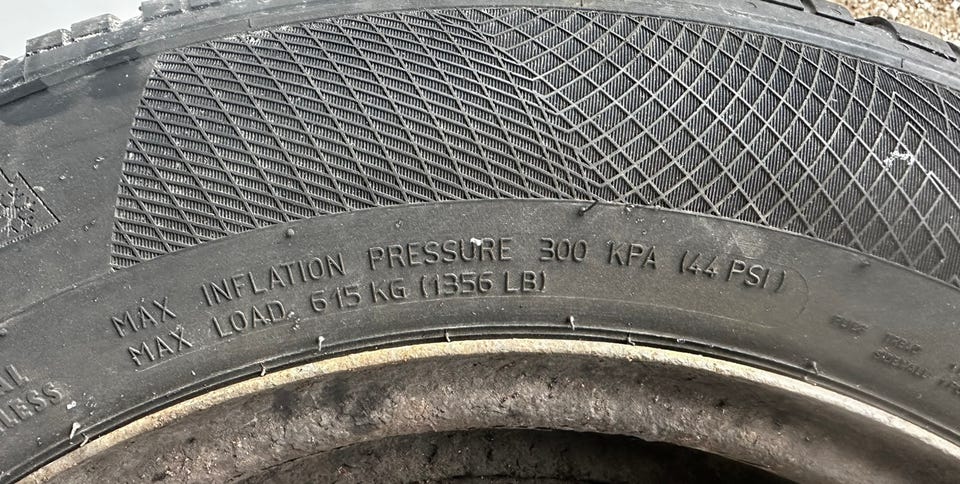 MAX INFLATION PRESSURE 300 KPA (44 PSI)
MAX LOAD 615 KG (1356 LB)